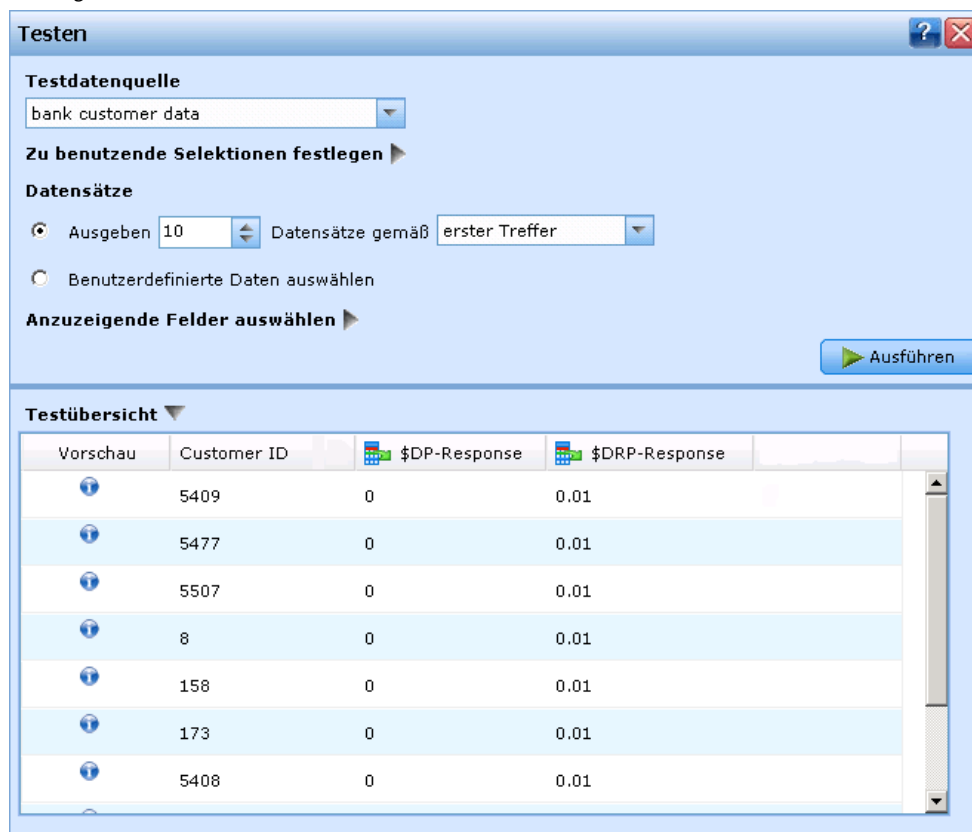 Testen
Testdatenquelle
bank customer data
Zu benutzende Selektionen festlegen
Datensätze
Ausgeben 10 Datensätze gemäß erster Treffer
Benutzerdefinierte Daten auswählen
Anzuzeigende Felder auswählen
Ausführen
Testübersicht
Vorschau Customer ID $DP-Response $DRP-Response
5409 0 0.01
5477 0 0.01
5507 0 0.01
8 0 0.01
158 0 0.01
173 0 0.01
5408 0 0.01